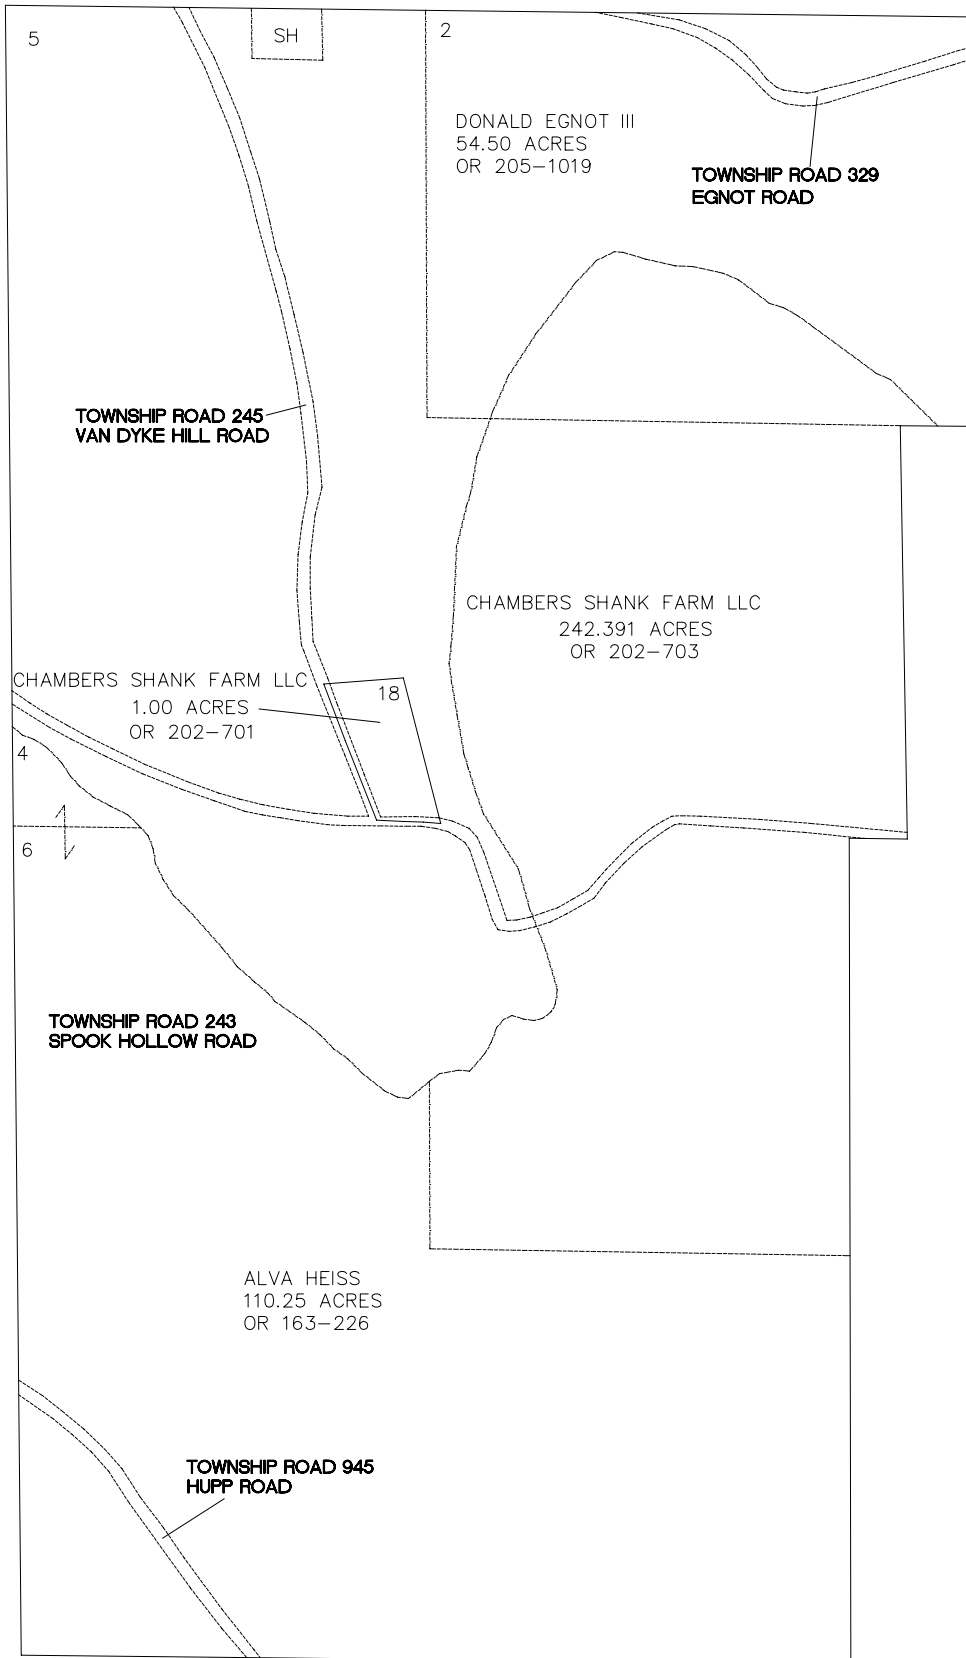 5
SH
2
DONALD EGNOT III
54.50 ACRES
OR 205-1019
TOWNSHIP ROAD 329
EGNOT ROAD
TOWNSHIP ROAD 245
VAN DYKE HILL ROAD
CHAMBERS SHANK FARM LLC
242.391 ACRES
OR 202-703
CHAMBERS SHANK FARM LLC
1.00 ACRES
OR 202-701
18
4
6
TOWNSHIP ROAD 243
SPOOK HOLLOW ROAD
ALVA HEISS
110.25 ACRES
OR 163-226
TOWNSHIP ROAD 945
HUPP ROAD